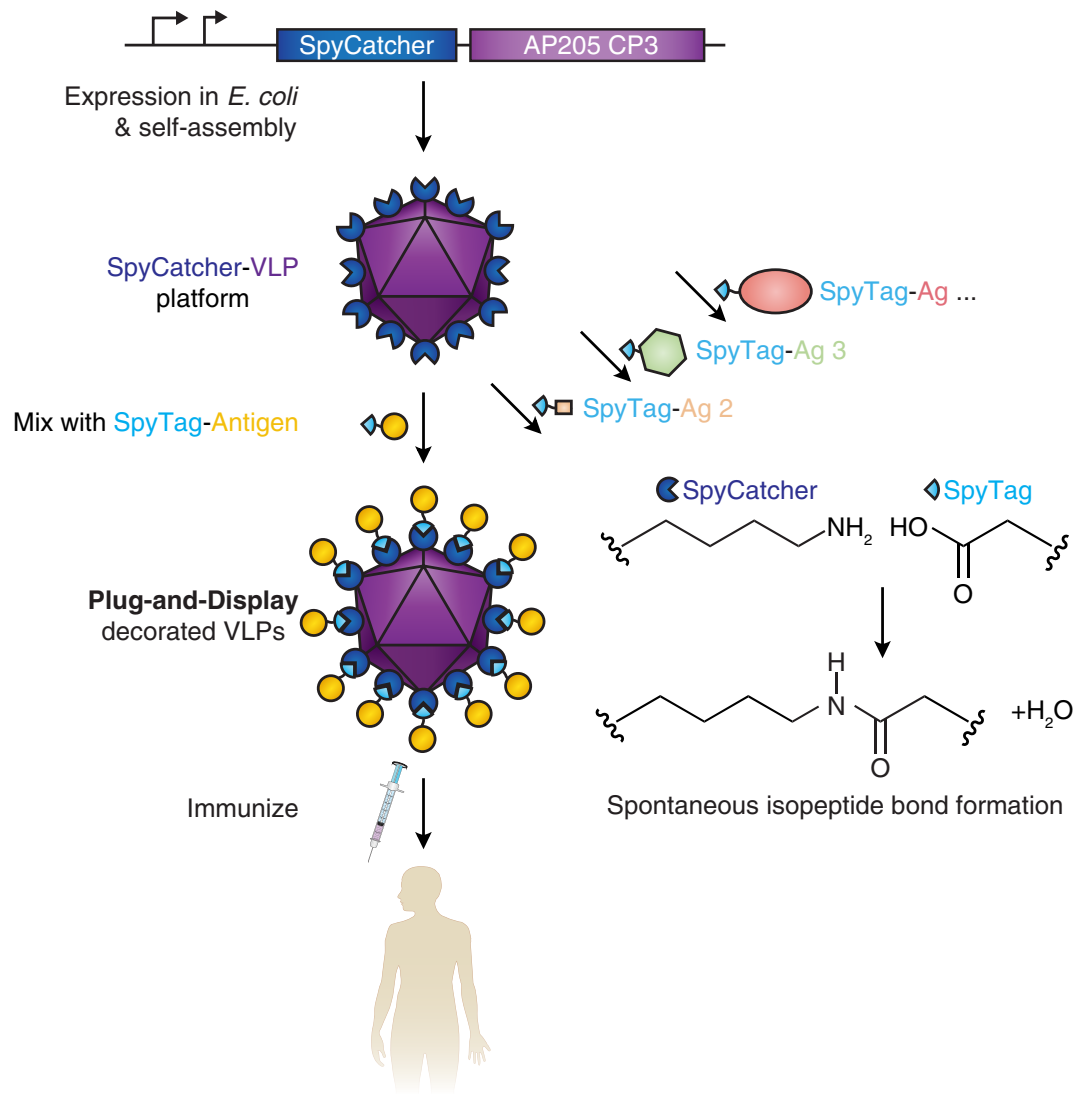 SpyCatcher
AP205 CP3
Expression in E. coli
& self-assembly
SpyCatcher-VLP
platform
SpyTag-Ag ...
SpyTag-Ag 3
SpyTag-Ag 2
Mix with SpyTag-Antigen
SpyCatcher
SpyTag
NH₂
HO
O
Plug-and-Display
decorated VLPs
H
N
O
+H₂O
Spontaneous isopeptide bond formation
Immunize